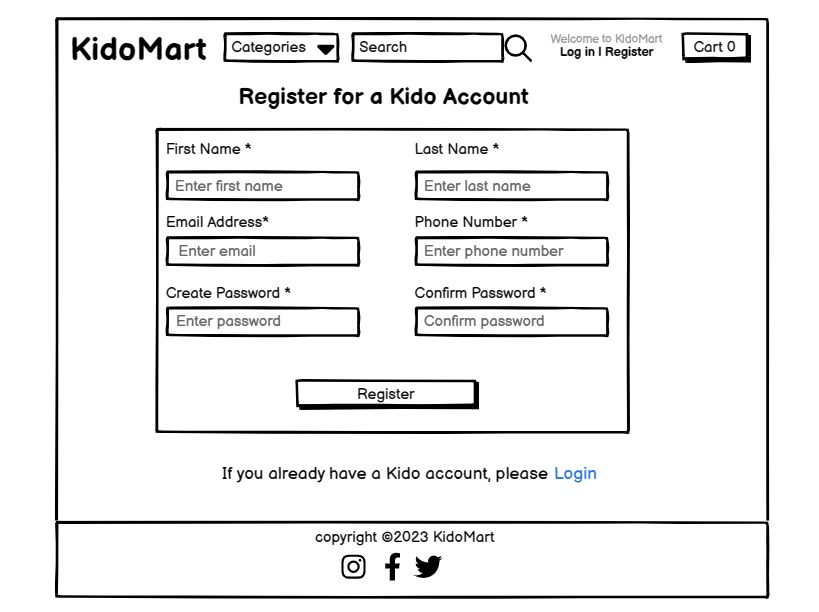 KidoMart Categories Search Welcome to KidoMart Cart 0
Log in | Register
Register for a Kido Account
First Name * Last Name *
Enter first name Enter last name
Email Address* Phone Number *
Enter email Enter phone number
Create Password * Confirm Password *
Enter password Confirm password
Register
If you already have a Kido account, please Login
copyright ©2023 KidoMart